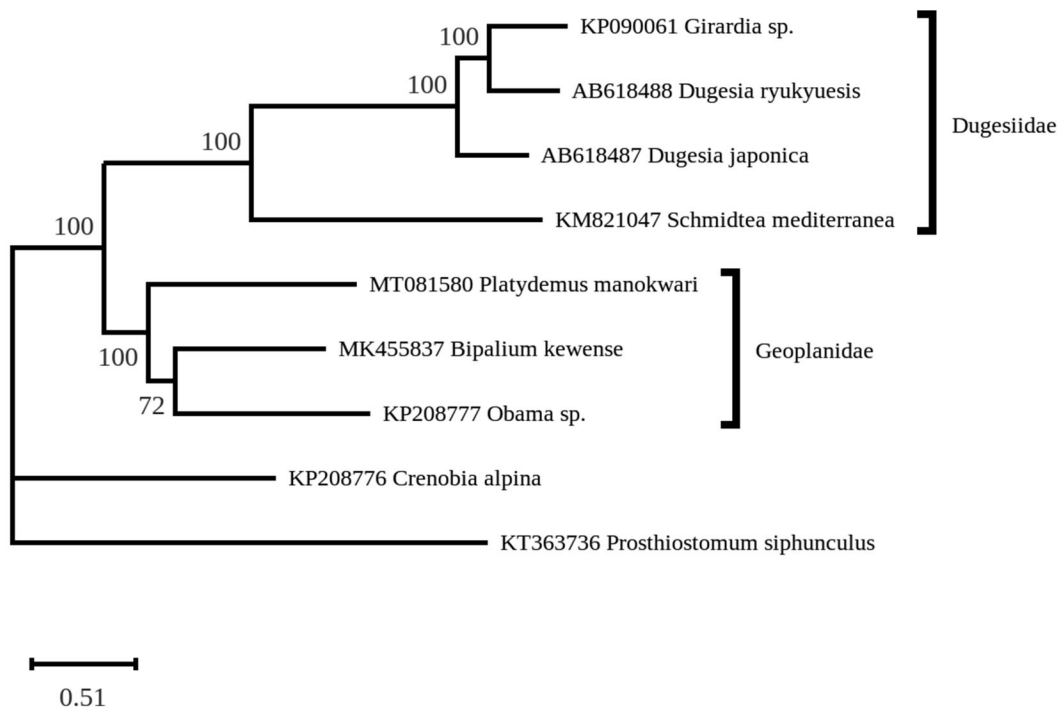 100
KP090061 Girardia sp.
100
AB618488 Dugesia ryukyuesis
Dugesiidae
100
AB618487 Dugesia japonica
100
KM821047 Schmidtea mediterranea
MT081580 Platydemus manokwari
100
MK455837 Bipalium kewense
Geoplanidae
72
KP208777 Obama sp.
KP208776 Crenobia alpina
KT363736 Prosthiostomum siphunculus
0.51